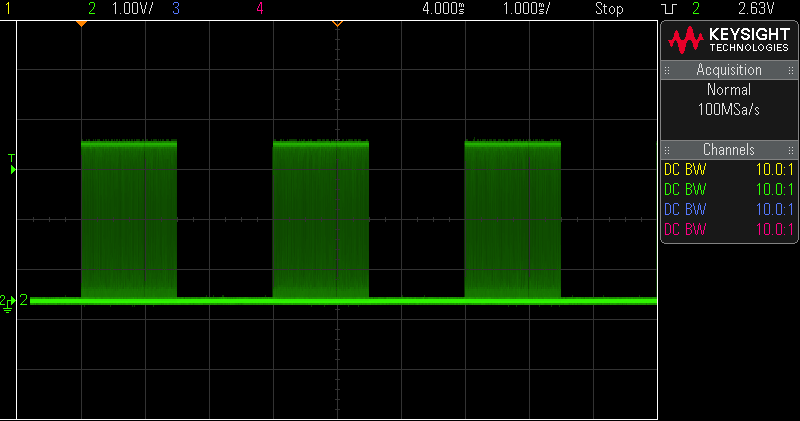 1 2 1.00V/ 3 4 4.000s 1.000s/ Stop 2 2.63V
KEYSIGHT
TECHNOLOGIES
Acquisition
Normal
100MSa/s
Channels
DC BW 10.0:1
DC BW 10.0:1
DC BW 10.0:1
DC BW 10.0:1
T
2 2